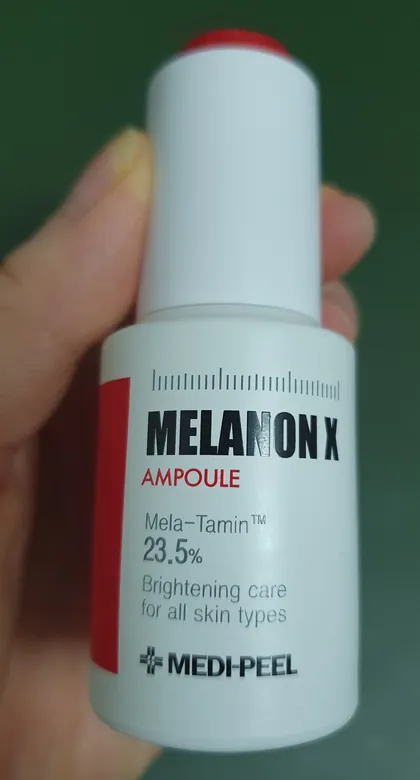 MELANON X
AMPOULE
Mela-Tamin™
23.5%
Brightening care
for all skin types
MEDI-PEEL